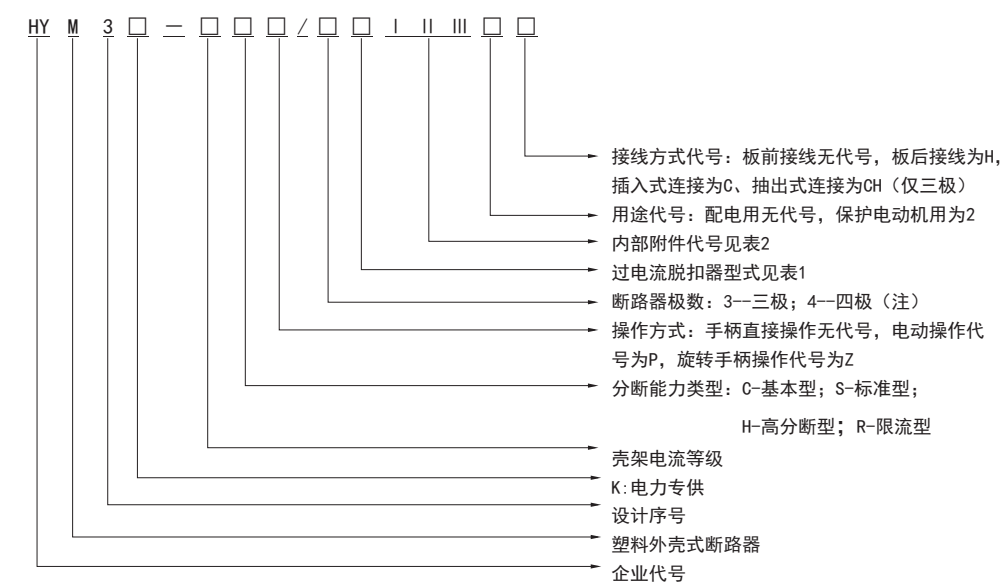 HY M 3 □ — □ □ □ / □ □ Ⅰ Ⅱ Ⅲ □ □
接线方式代号：板前接线无代号，板后接线为H，
插入式连接为C、抽出式连接为CH（仅三极）
用途代号：配电用无代号，保护电动机用为2
内部附件代号见表2
过电流脱扣器型式见表1
断路器极数：3--三极；4--四极（注）
操作方式：手柄直接操作无代号，电动操作代
号为P，旋转手柄操作代号为Z
分断能力类型：C-基本型；S-标准型；
H-高分断型；R-限流型
壳架电流等级
K:电力专供
设计序号
塑料外壳式断路器
企业代号